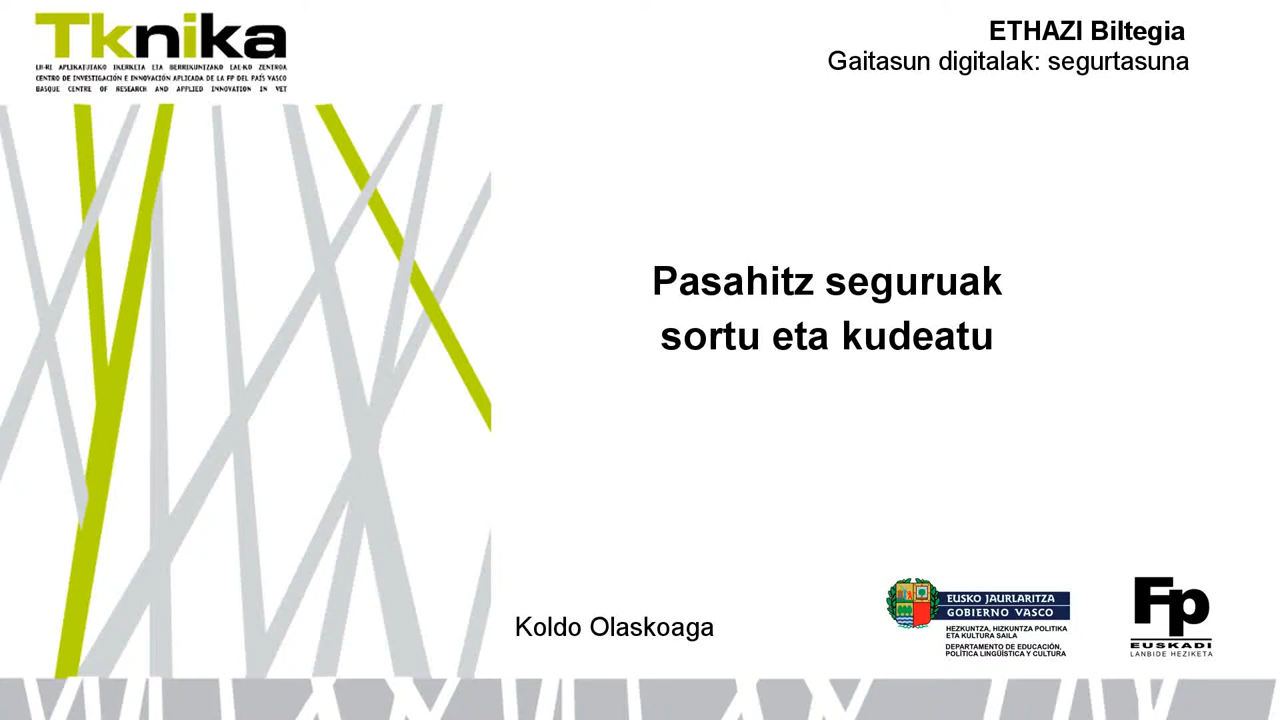 Tknika
LH-RI APLIKATUTAKO IKERKETA ETA BERRIKUNTZAKO EAE-KO ZENTROA
CENTRO DE INVESTIGACIÓN E INNOVACIÓN APLICADA DE LA FP DEL PAÍS VASCO
BASQUE CENTRE OF RESEARCH AND APPLIED INNOVATION IN VET
ETHAZI Biltegia
Gaitasun digitalak: segurtasuna
Pasahitz seguruak
sortu eta kudeatu
Koldo Olaskoaga
EUSKO JAURLARITZA
GOBIERNO VASCO
HEZKUNTZA, HIZKUNTZA POLITIKA
ETA KULTURA SAILA
DEPARTAMENTO DE EDUCACIÓN,
POLÍTICA LINGÜÍSTICA Y CULTURA
Fp
EUSKADI
LANBIDE HEZIKETA